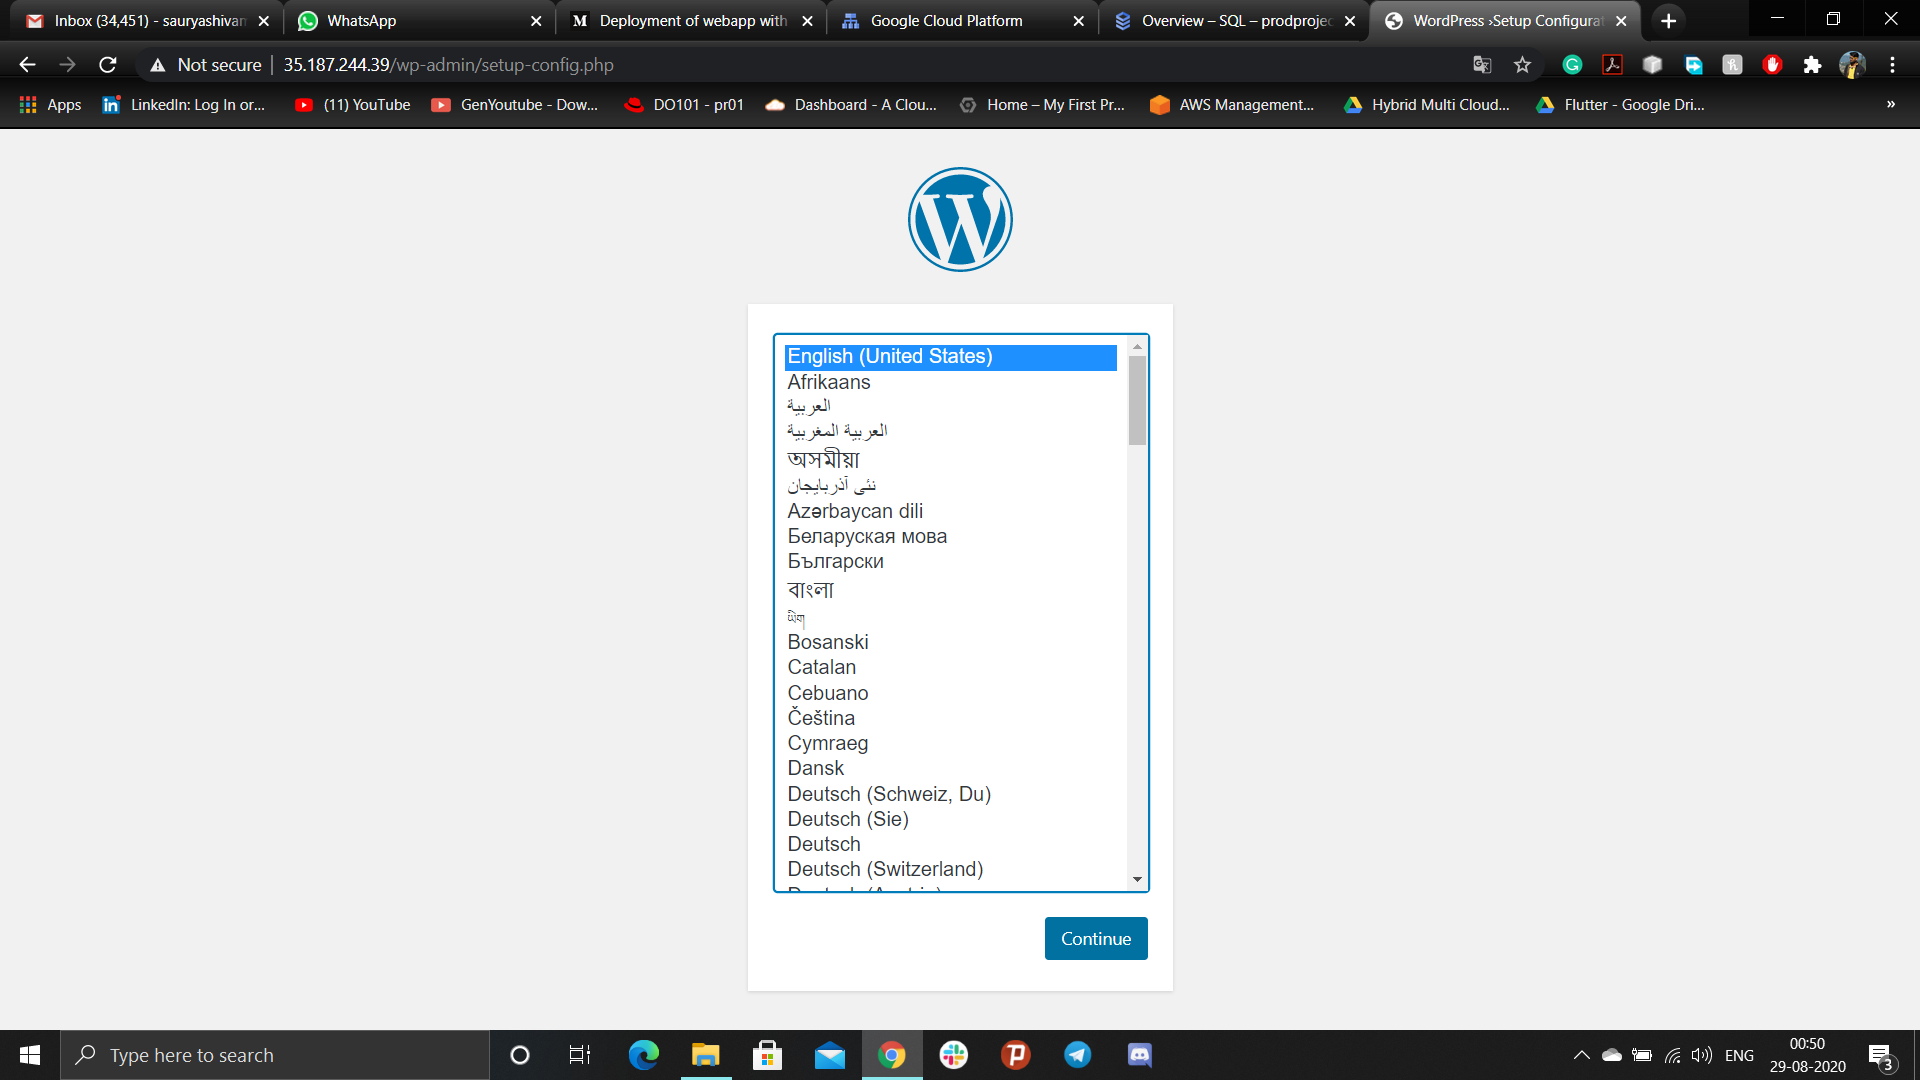 Inbox (34,451) - sauryashivam
WhatsApp
Deployment of webapp with
Google Cloud Platform
Overview – SQL – prodprojec
WordPress ›Setup Configurat
Not secure
35.187.244.39/wp-admin/setup-config.php
Apps
LinkedIn: Log In or...
(11) YouTube
GenYoutube - Dow...
DO101 - pr01
Dashboard - A Clou...
Home – My First Pr...
AWS Management...
Hybrid Multi Cloud...
Flutter - Google Dri...
»
English (United States)
Afrikaans
العربية
العربية المغربية
অসমীয়া
گؤنئی آذربایجان
Azərbaycan dili
Беларуская мова
Български
বাংলা
ཡིག
Bosanski
Catalan
Cebuano
Čeština
Cymraeg
Dansk
Deutsch (Schweiz, Du)
Deutsch (Sie)
Deutsch
Deutsch (Switzerland)
Continue
Type here to search
ENG
00:50
29-08-2020
3